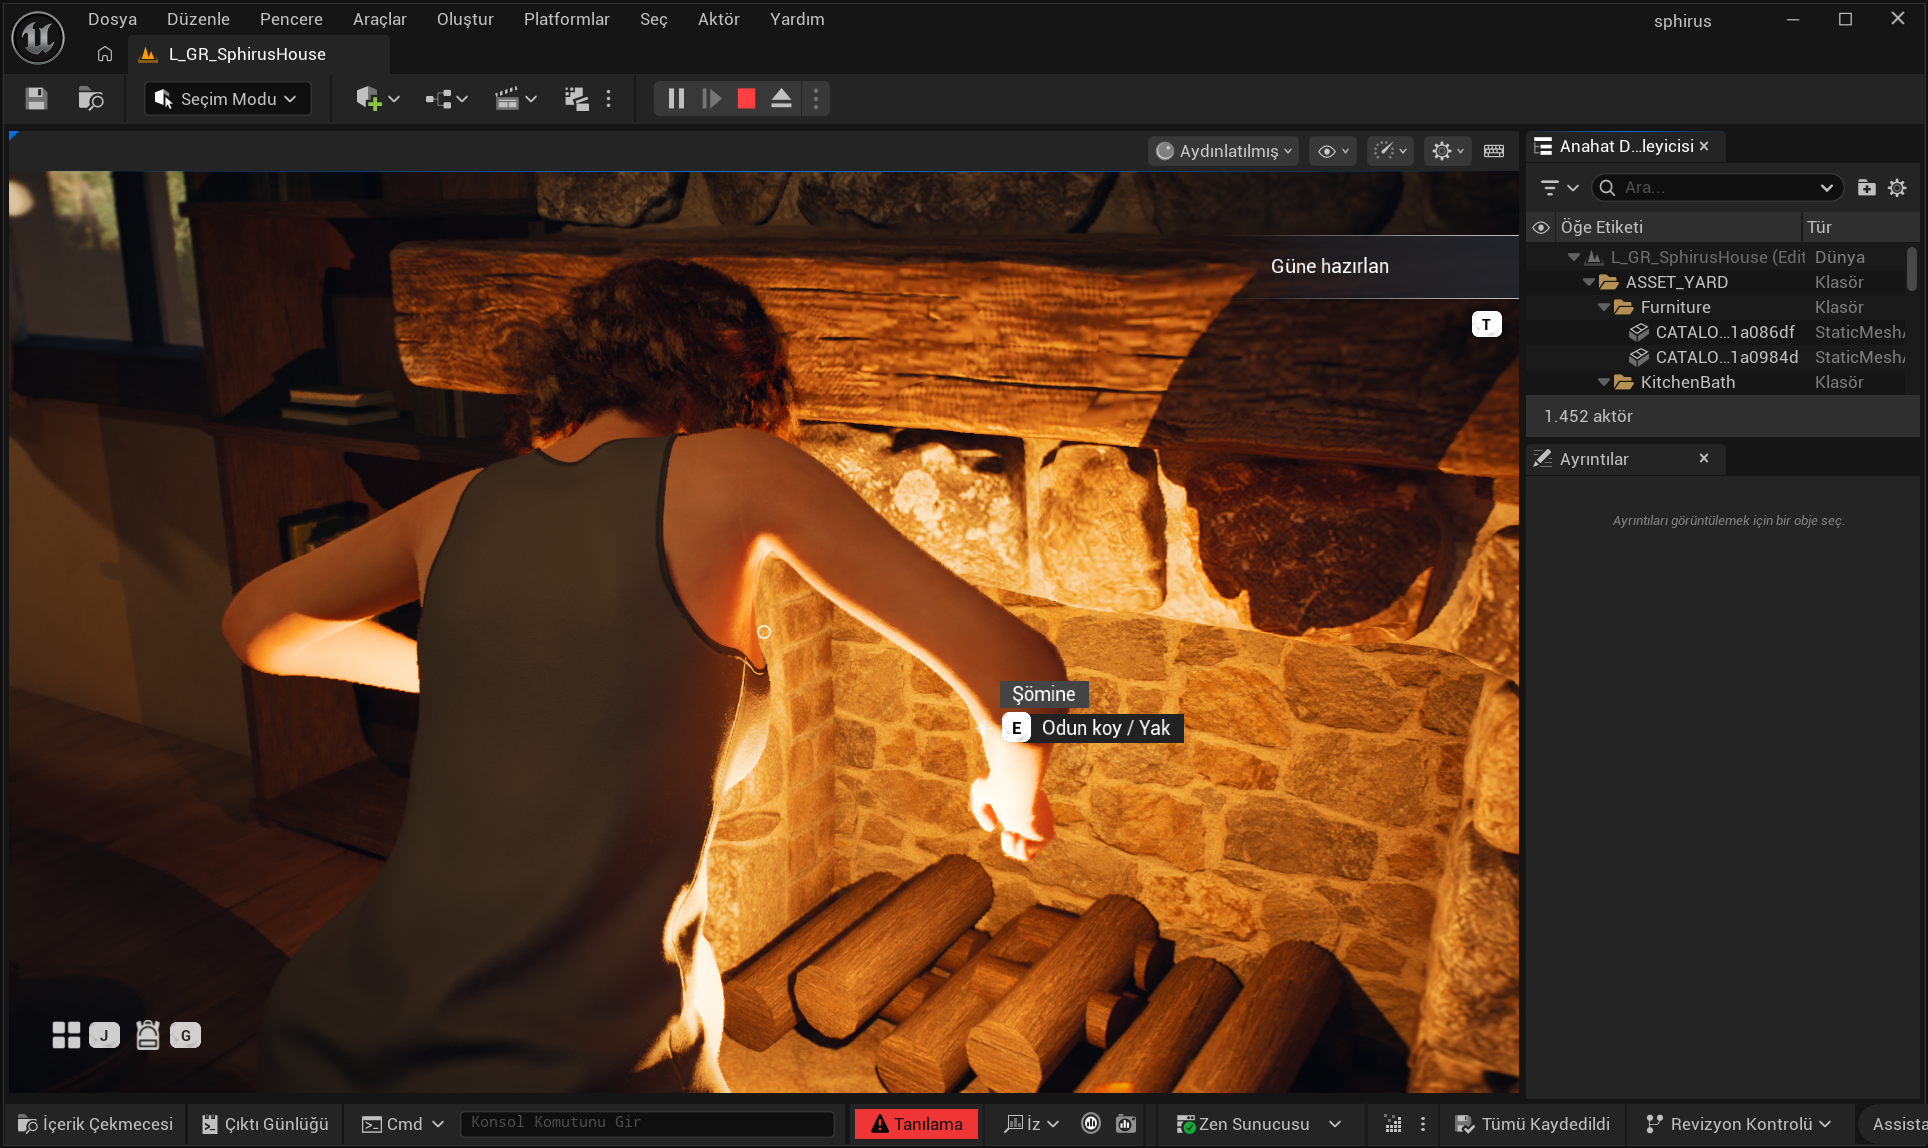 Dosya Düzenle Pencere Araçlar Oluştur Platformlar Seç Aktör Yardım
sphirus
L_GR_SphirusHouse
Seçim Modu
Aydınlatılmış
Anahat D...leyicisi
Ara...
Öğe Etiketi Tür
L_GR_SphirusHouse (Edit Dünya
ASSET_YARD Klasör
Furniture Klasör
CATALO...1a086df StaticMesh
CATALO...1a0984d StaticMesh
KitchenBath Klasör
1.452 aktör
Ayrıntılar
Ayrıntıları görüntülemek için bir obje seç.
Güne hazırlan
T
Şömine
E Odun koy / Yak
J G
İçerik Çekmecesi Çıktı Günlüğü Cmd Konsol Komutunu Gir Tanılama İz Zen Sunucusu Tümü Kaydedildi Revizyon Kontrolü Assista